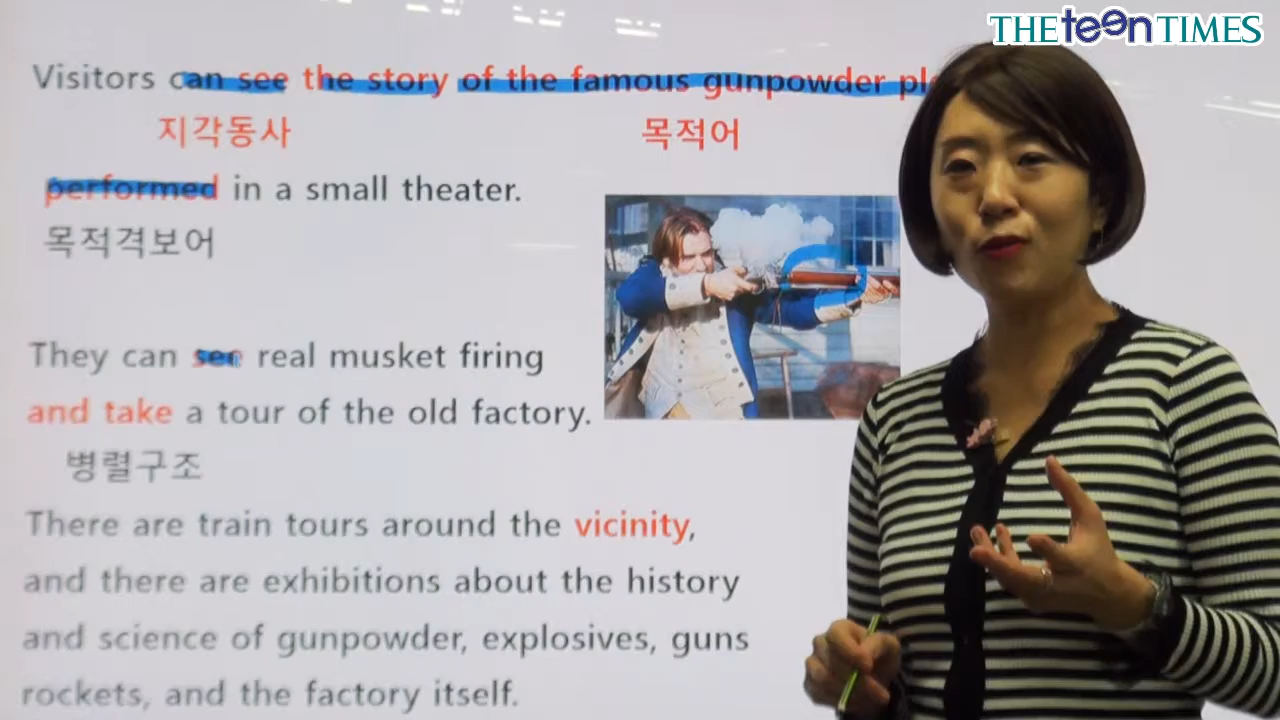 THE teen TIMES
Visitors can see the story of the famous gunpowder
지각동사 목적어
performed in a small theater.
목적격보어
They can see real musket firing
and take a tour of the old factory.
병렬구조
There are train tours around the vicinity,
and there are exhibitions about the history
and science of gunpowder, explosives, guns
rockets, and the factory itself.